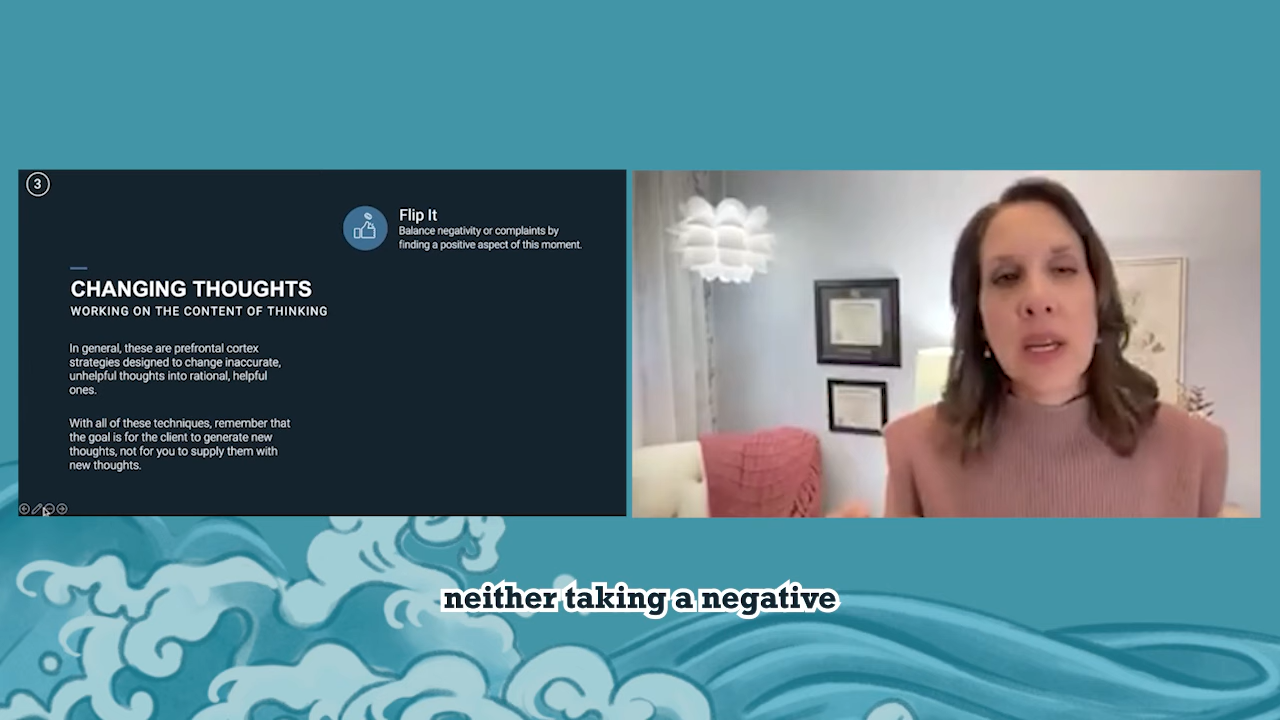 3
Flip It
Balance negativity or complaints by
finding a positive aspect of this moment.
CHANGING THOUGHTS
WORKING ON THE CONTENT OF THINKING
In general, these are prefrontal cortex
strategies designed to change inaccurate,
unhelpful thoughts into rational, helpful
ones.
With all of these techniques, remember that
the goal is for the client to generate new
thoughts, not for you to supply them with
new thoughts.
neither taking a negative